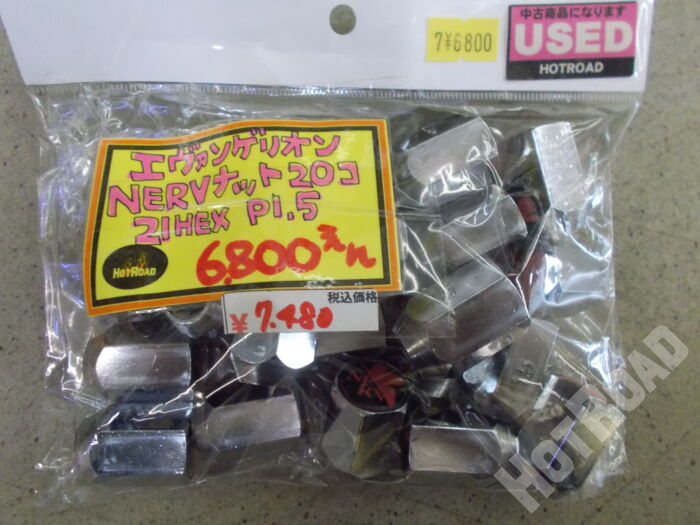 7¥6800
中古商品になります
USED
HOTROAD
エヴァンゲリオン
NERVナット20コ
21HEX P1.5
6.800えん
HOTROAD
税込価格
¥ 7.480
HOTROAD